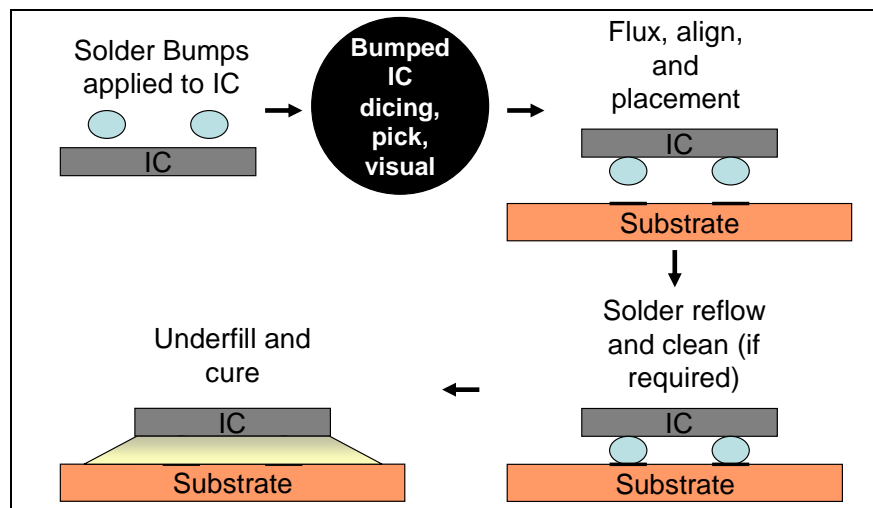 Solder Bumps
applied to IC
IC
Bumped
IC
dicing,
pick,
visual
Flux, align,
and
placement
IC
Substrate
Solder reflow
and clean (if
required)
IC
Substrate
Underfill and
cure
IC
Substrate